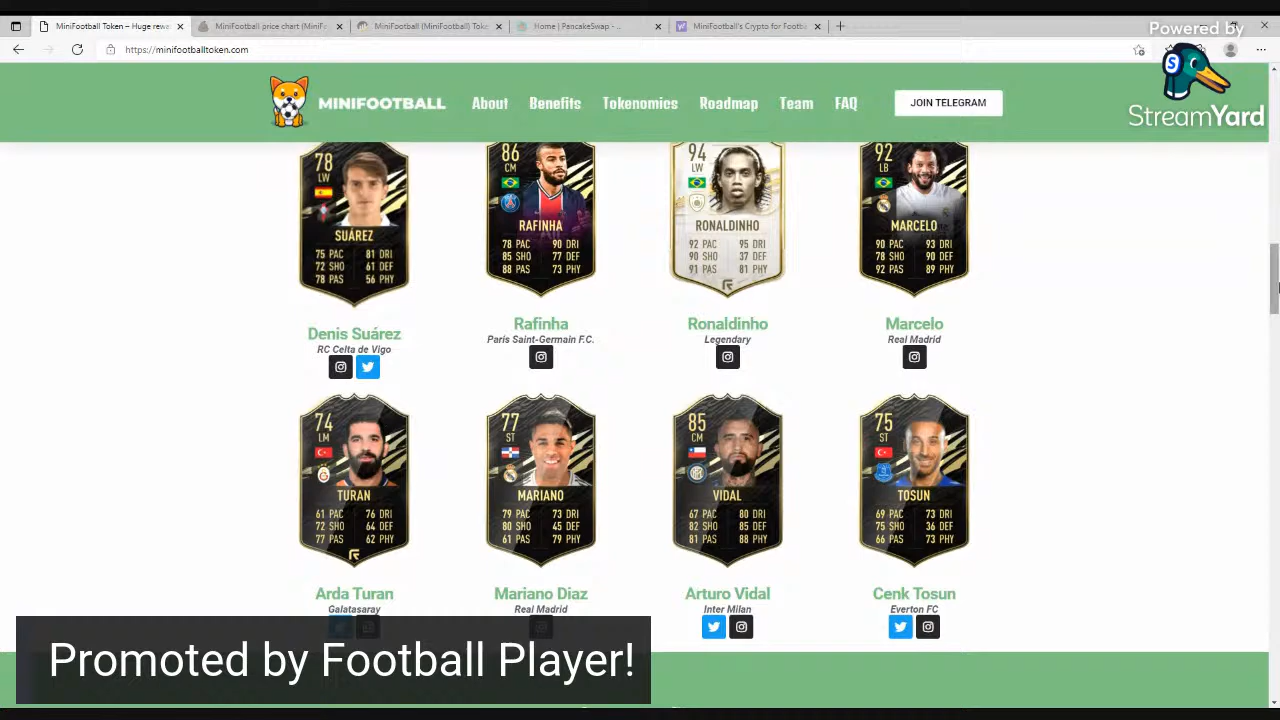 MiniFootball Token – Huge rewa
MiniFootball price chart (MiniFo
MiniFootball (MiniFootball) Toke
Home | PancakeSwap - ...
MiniFootball's Crypto for Footba
https://minifootballtoken.com
Powered by
StreamYard
MINIFOOTBALL
About
Benefits
Tokenomics
Roadmap
Team
FAQ
JOIN TELEGRAM
78
LW
SUÁREZ
75 PAC 81 DRI
72 SHO 61 DEF
78 PAS 56 PHY
86
CM
RAFINHA
78 PAC 90 DRI
85 SHO 77 DEF
88 PAS 73 PHY
94
LW
RONALDINHO
92 PAC 95 DRI
90 SHO 37 DEF
91 PAS 81 PHY
92
LB
MARCELO
90 PAC 93 DRI
78 SHO 90 DEF
92 PAS 89 PHY
Denis Suárez
RC Celta de Vigo
Rafinha
Paris Saint-Germain F.C.
Ronaldinho
Legendary
Marcelo
Real Madrid
74
LM
TURAN
61 PAC 76 DRI
72 SHO 64 DEF
77 PAS 62 PHY
77
ST
MARIANO
79 PAC 73 DRI
80 SHO 45 DEF
61 PAS 79 PHY
85
CM
VIDAL
67 PAC 80 DRI
82 SHO 85 DEF
81 PAS 88 PHY
75
ST
TOSUN
69 PAC 73 DRI
75 SHO 36 DEF
66 PAS 73 PHY
Arda Turan
Galatasaray
Mariano Diaz
Real Madrid
Arturo Vidal
Inter Milan
Cenk Tosun
Everton FC
Promoted by Football Player!